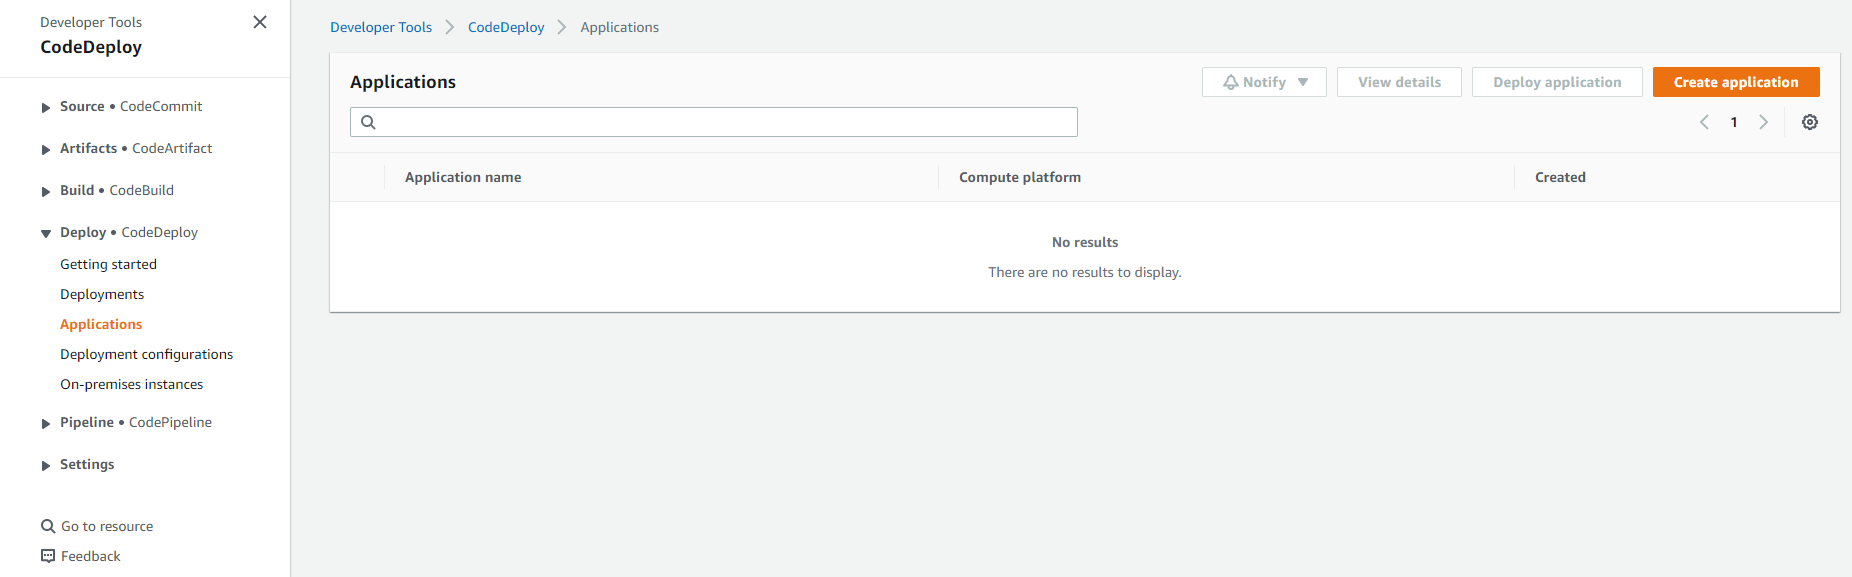 Developer Tools
CodeDeploy
Source • CodeCommit
Artifacts • CodeArtifact
Build • CodeBuild
Deploy • CodeDeploy
Getting started
Deployments
Applications
Deployment configurations
On-premises instances
Pipeline • CodePipeline
Settings
Go to resource
Feedback
Developer Tools > CodeDeploy > Applications
Applications
Notify View details Deploy application Create application
1
Application name Compute platform Created
No results
There are no results to display.